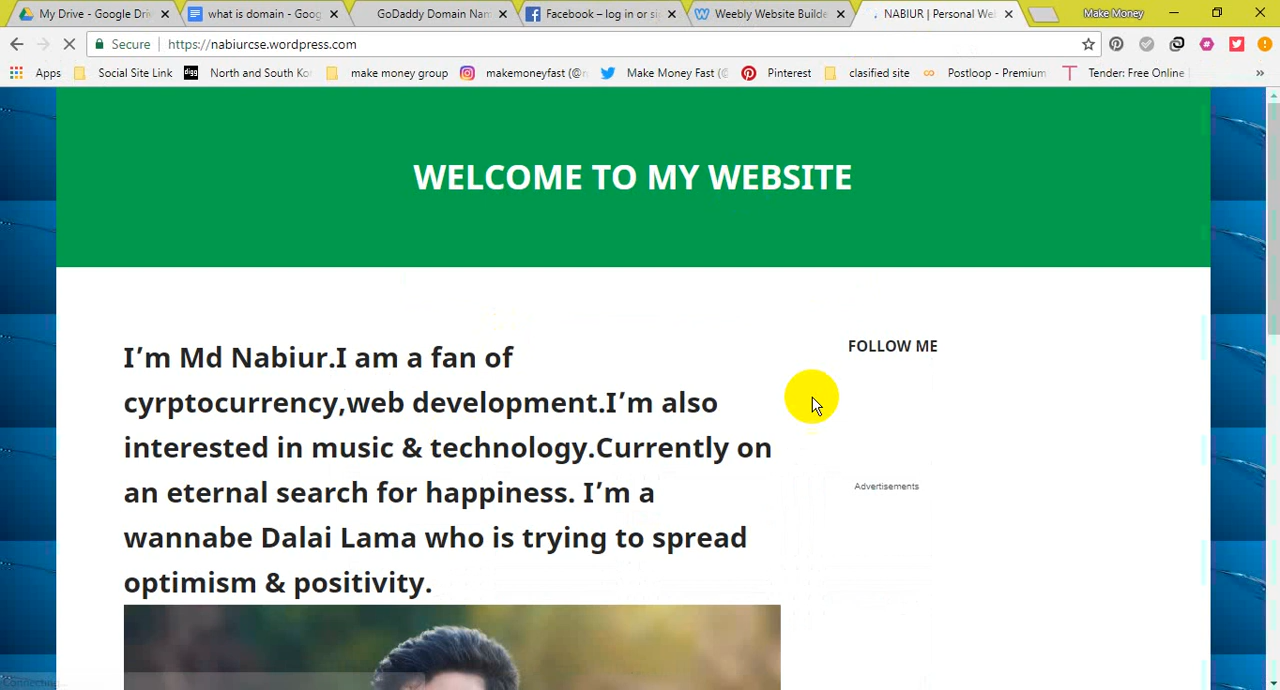 My Drive - Google Dri
what is domain - Goog
GoDaddy Domain Nam
Facebook – log in or si
Weebly Website Builde
NABIUR | Personal We
Make Money
Secure
https://nabiurcse.wordpress.com
Apps
Social Site Link
digg
North and South Ko
make money group
makemoneyfast (@
Make Money Fast (@
Pinterest
clasified site
Postloop - Premium
Tender: Free Online
»
WELCOME TO MY WEBSITE
I’m Md Nabiur.I am a fan of
cyrptocurrency,web development.I’m also
interested in music & technology.Currently on
an eternal search for happiness. I’m a
wannabe Dalai Lama who is trying to spread
optimism & positivity.
FOLLOW ME
Advertisements
Connecting...